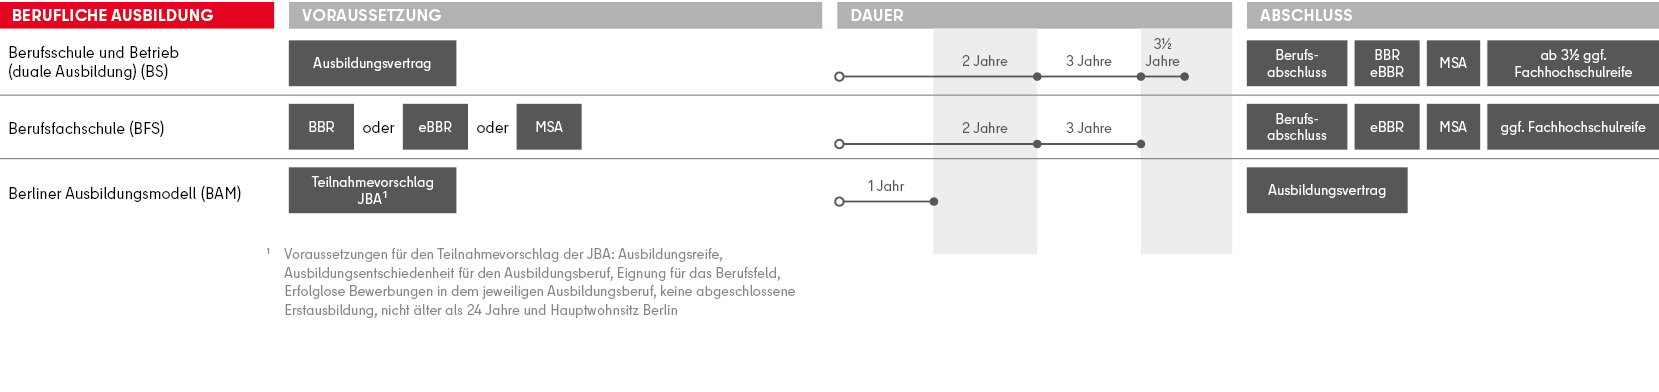 BERUFLICHE AUSBILDUNG VORAUSSETZUNG DAUER ABSCHLUSS
Berufsschule und Betrieb
(duale Ausbildung) (BS)
Ausbildungsvertrag
2 Jahre
3 Jahre
3½
Jahre
Berufs-
abschluss
BBR
eBBR
MSA
ab 3½ ggf.
Fachhochschulreife
Berufsfachschule (BFS)
BBR oder eBBR oder MSA
2 Jahre
3 Jahre
Berufs-
abschluss
eBBR
MSA
ggf. Fachhochschulreife
Berliner Ausbildungsmodell (BAM)
Teilnahmevorschlag
JBA¹
1 Jahr
Ausbildungsvertrag
¹ Voraussetzungen für den Teilnahmevorschlag der JBA: Ausbildungsreife,
Ausbildungsentschiedenheit für den Ausbildungsberuf, Eignung für das Berufsfeld,
Erfolglose Bewerbungen in dem jeweiligen Ausbildungsberuf, keine abgeschlossene
Erstausbildung, nicht älter als 24 Jahre und Hauptwohnsitz Berlin